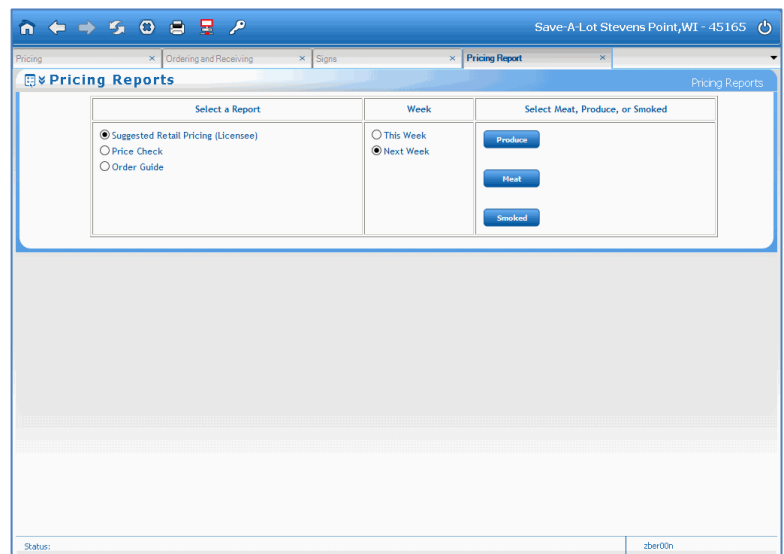 Save-A-Lot Stevens Point,WI - 45165
Pricing × Ordering and Receiving × Signs × Pricing Report ×
Pricing Reports Pricing Reports
Select a Report Week Select Meat, Produce, or Smoked
Suggested Retail Pricing (Licensee) This Week Produce
Price Check Next Week
Order Guide
Meat
Smoked
Status: zber00n